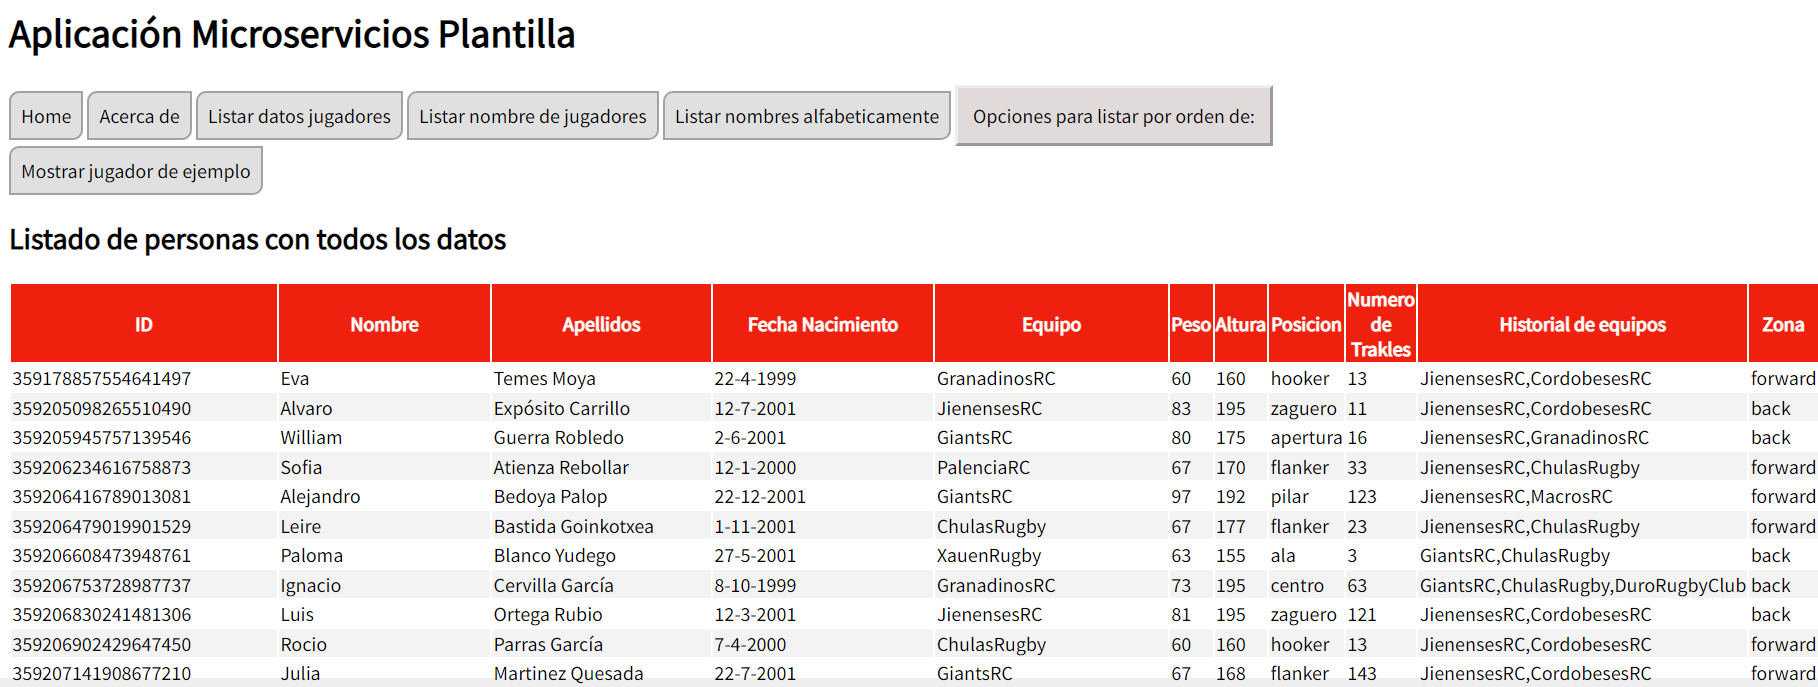 Aplicación Microservicios Plantilla
Home Acerca de Listar datos jugadores Listar nombre de jugadores Listar nombres alfabeticamente Opciones para listar por orden de:
Mostrar jugador de ejemplo
Listado de personas con todos los datos
ID Nombre Apellidos Fecha Nacimiento Equipo Peso Altura Posicion Numero de Trakles Historial de equipos Zona
359178857554641497 Eva Temes Moya 22-4-1999 GranadinosRC 60 160 hooker 13 JienensesRC,CordobesesRC forward
359205098265510490 Alvaro Expósito Carrillo 12-7-2001 JienensesRC 83 195 zaguero 11 JienensesRC,CordobesesRC back
359205945757139546 William Guerra Robledo 2-6-2001 GiantsRC 80 175 apertura 16 JienensesRC,GranadinosRC back
359206234616758873 Sofia Atienza Rebollar 12-1-2000 PalenciaRC 67 170 flanker 33 JienensesRC,ChulasRugby forward
359206416789013081 Alejandro Bedoya Palop 22-12-2001 GiantsRC 97 192 pilar 123 JienensesRC,MacrosRC forward
359206479019901529 Leire Bastida Goinkotxea 1-11-2001 ChulasRugby 67 177 flanker 23 JienensesRC,ChulasRugby forward
359206608473948761 Paloma Blanco Yudego 27-5-2001 XauenRugby 63 155 ala 3 GiantsRC,ChulasRugby back
359206753728987737 Ignacio Cervilla García 8-10-1999 GranadinosRC 73 195 centro 63 GiantsRC,ChulasRugby,DuroRugbyClub back
359206830241481306 Luis Ortega Rubio 12-3-2001 JienensesRC 81 195 zaguero 121 JienensesRC,CordobesesRC back
359206902429647450 Rocio Parras García 7-4-2000 ChulasRugby 60 160 hooker 13 JienensesRC,CordobesesRC forward
359207141908677210 Julia Martinez Quesada 22-7-2001 GiantsRC 67 168 flanker 143 JienensesRC,CordobesesRC forward